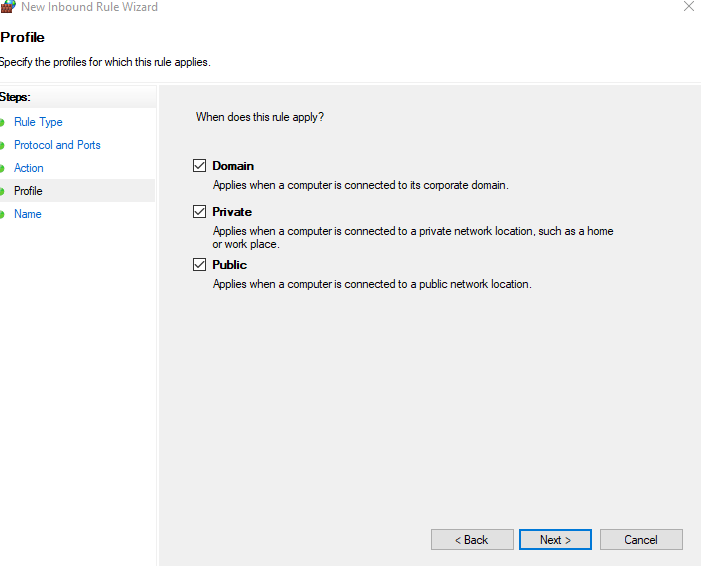 New Inbound Rule Wizard
Profile
Specify the profiles for which this rule applies.
Steps:
Rule Type
Protocol and Ports
Action
Profile
Name
When does this rule apply?
Domain
Applies when a computer is connected to its corporate domain.
Private
Applies when a computer is connected to a private network location, such as a home
or work place.
Public
Applies when a computer is connected to a public network location.
< Back
Next >
Cancel